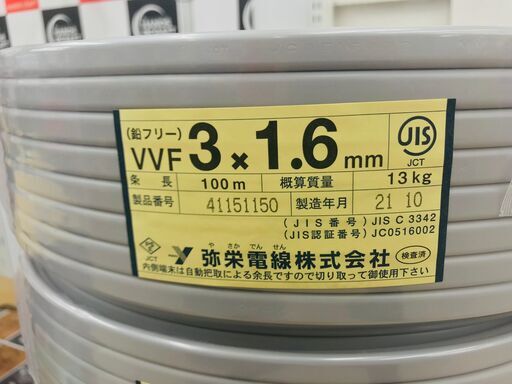 (鉛フリー)
VVF 3×1.6mm
JIS
JCT
条長 100m 概算質量 13kg
製品番号 41151150 製造年月 21 10
(JIS番号) JIS C 3342
(JIS認証番号) JC0516002
PS E
JCT
やさかでんせん
弥栄電線株式会社 検査済
内側端末は自動把取による余長ですので切り取って御使用下さい